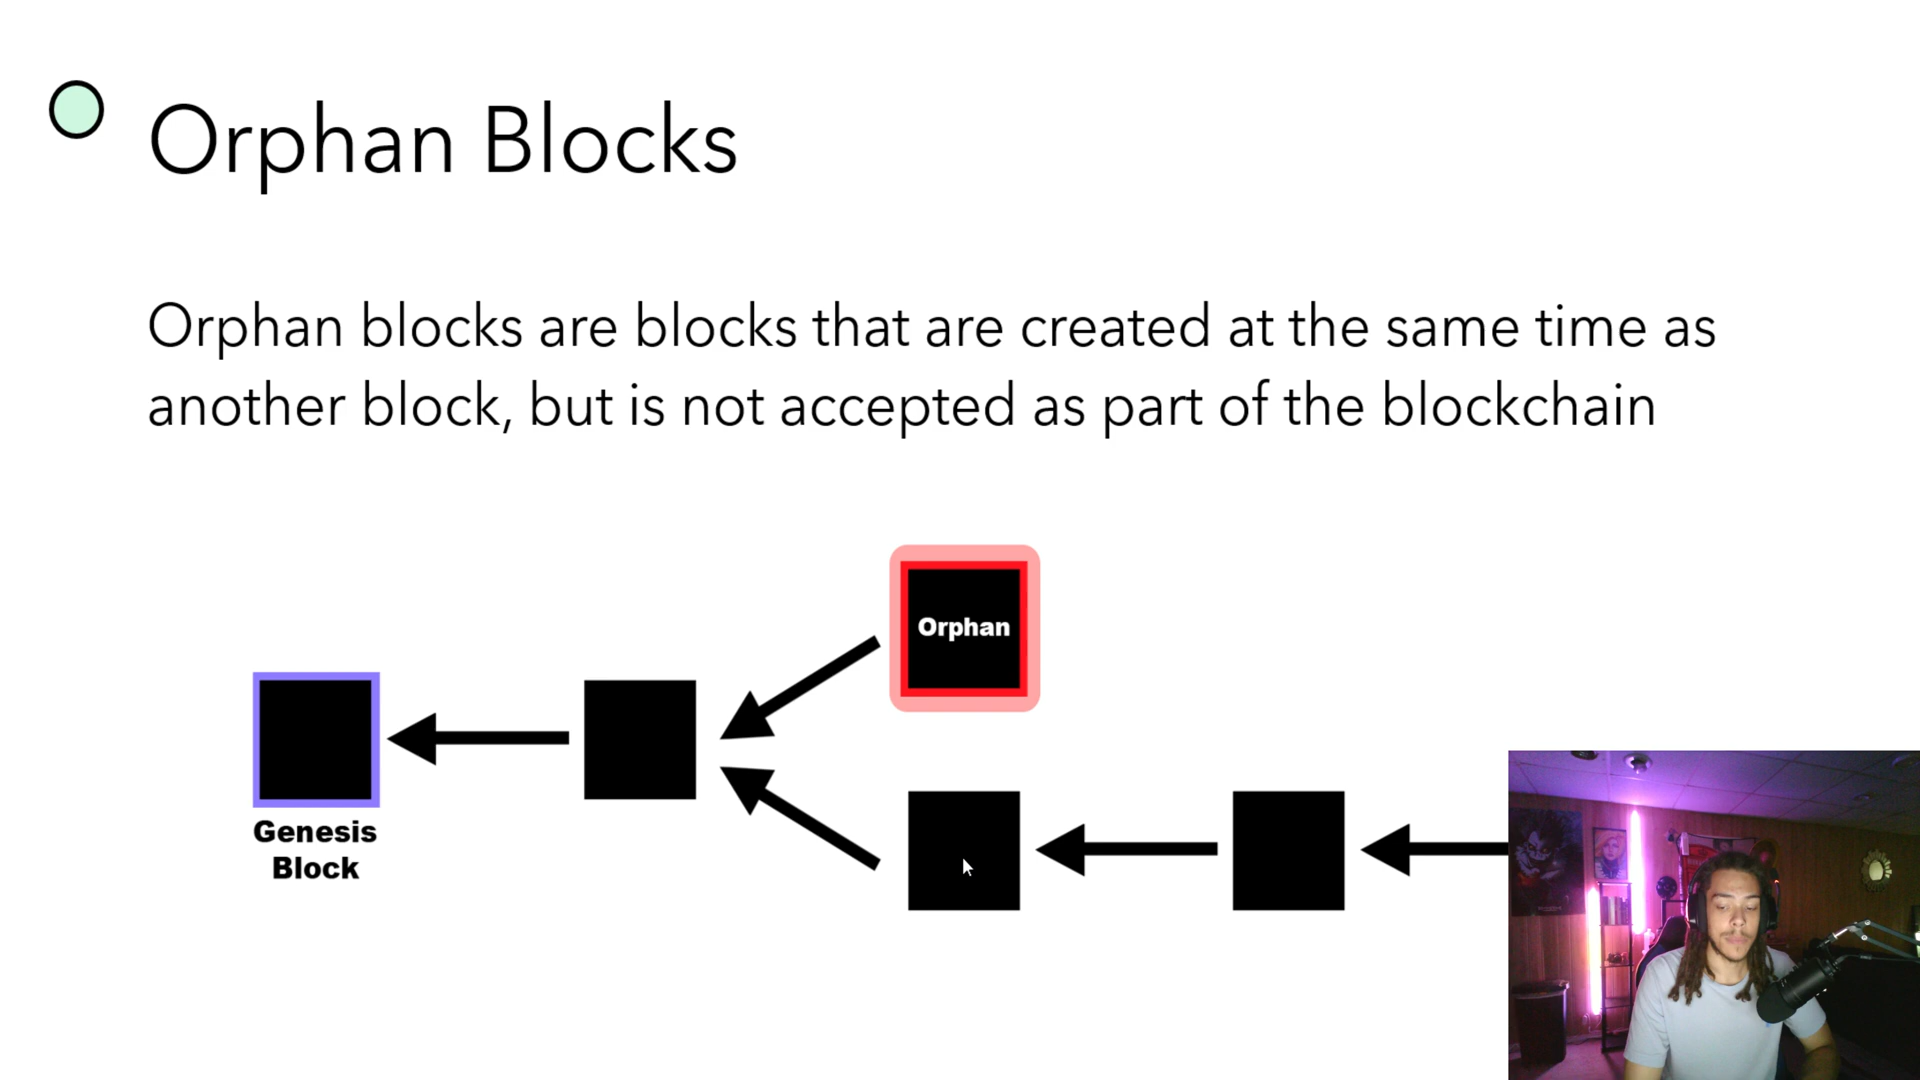 Orphan Blocks
Orphan blocks are blocks that are created at the same time as
another block, but is not accepted as part of the blockchain
Orphan
Genesis
Block